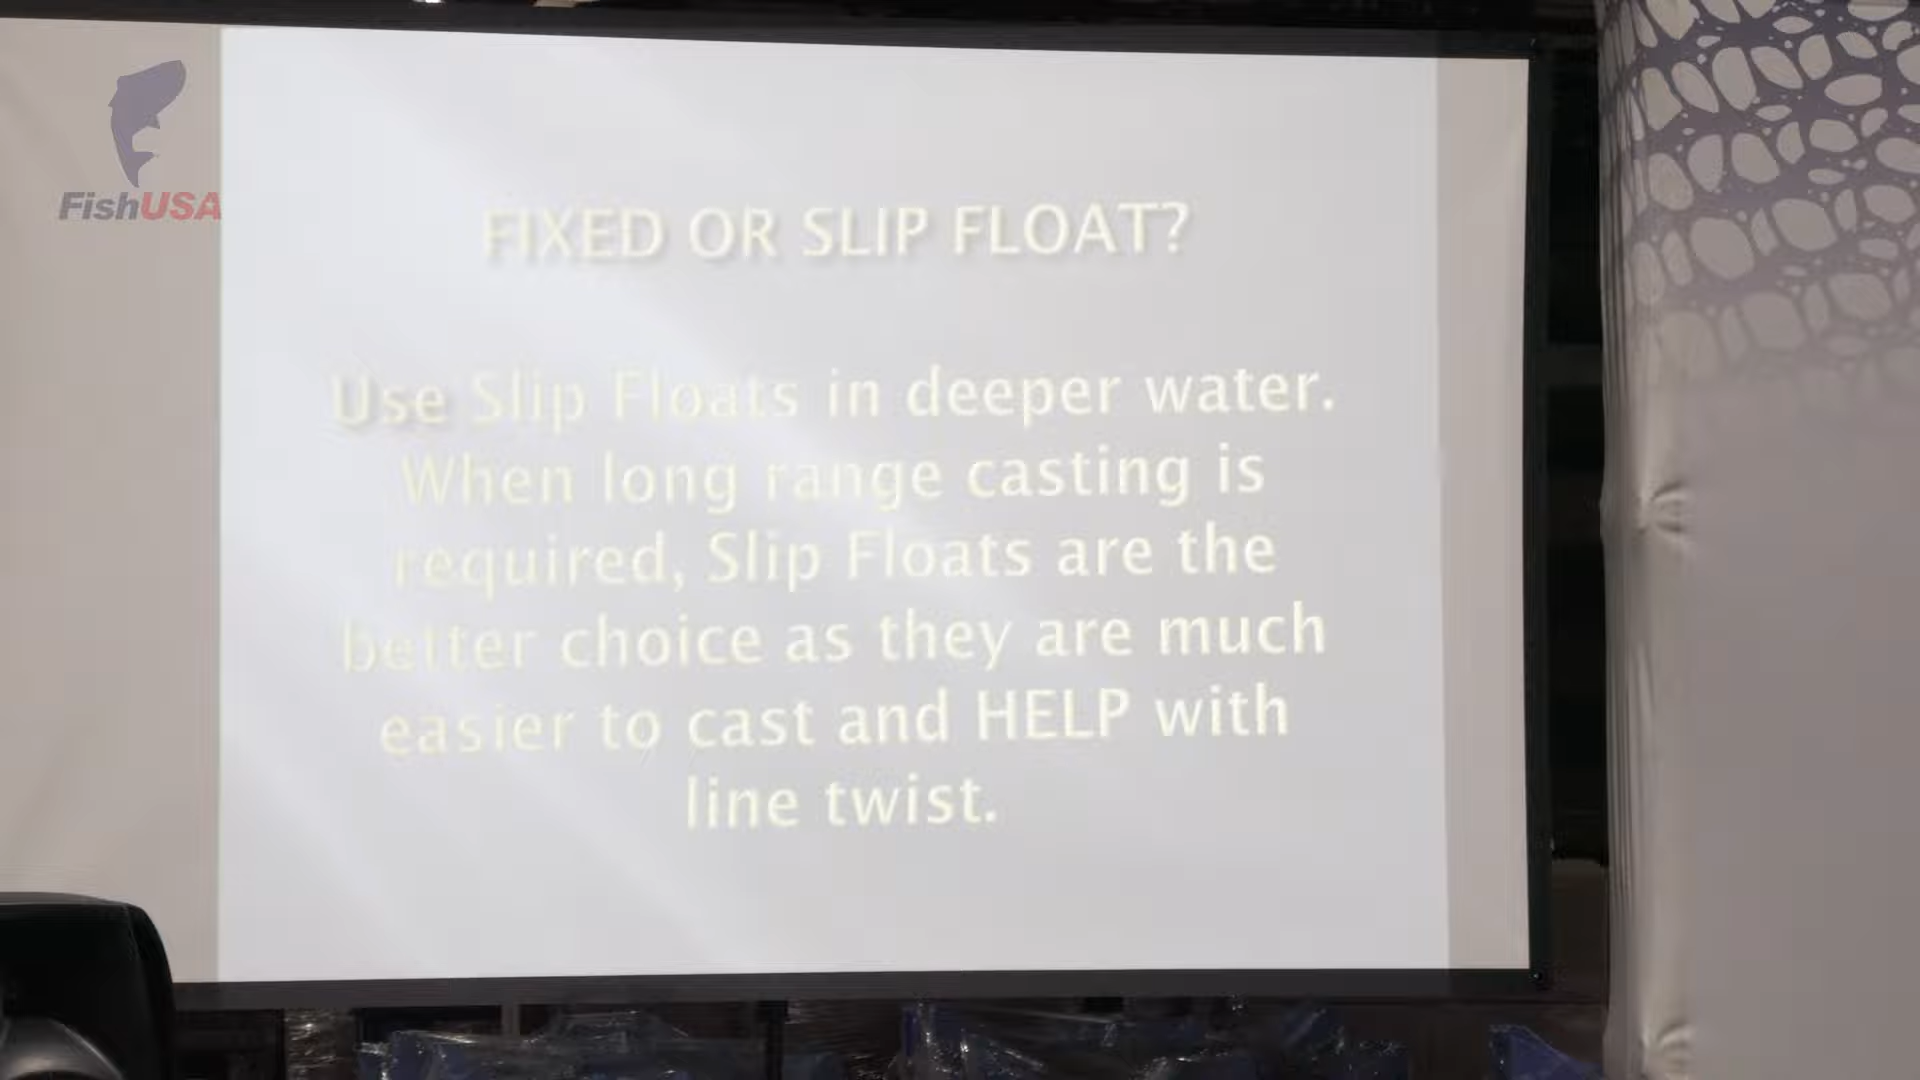 FishUSA
FIXED OR SLIP FLOAT?
Use Slip Floats in deeper water.
When long range casting is
required, Slip Floats are the
better choice as they are much
easier to cast and HELP with
line twist.